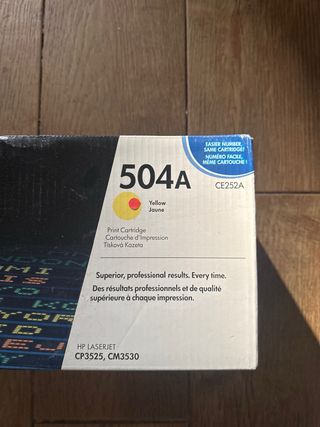 EASIER NUMBER,
SAME CARTRIDGE!
NUMÉRO FACILE,
MÊME CARTOUCHE !
504A
CE252A
Yellow
Jaune
Print Cartridge
Cartouche d'Impression
Tisková Kazeta
Superior, professional results. Every time.
Des résultats professionnels et de qualité
supérieure à chaque impression.
HP LASERJET
CP3525, CM3530